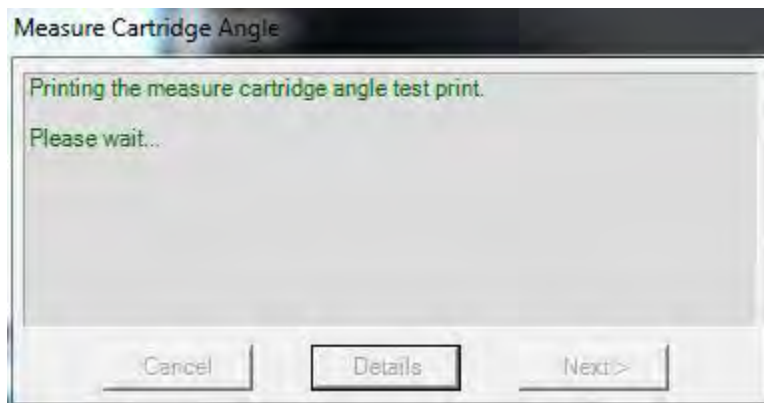 Measure Cartridge Angle
Printing the measure cartridge angle test print.
Please wait...
Cancel
Details
Next >